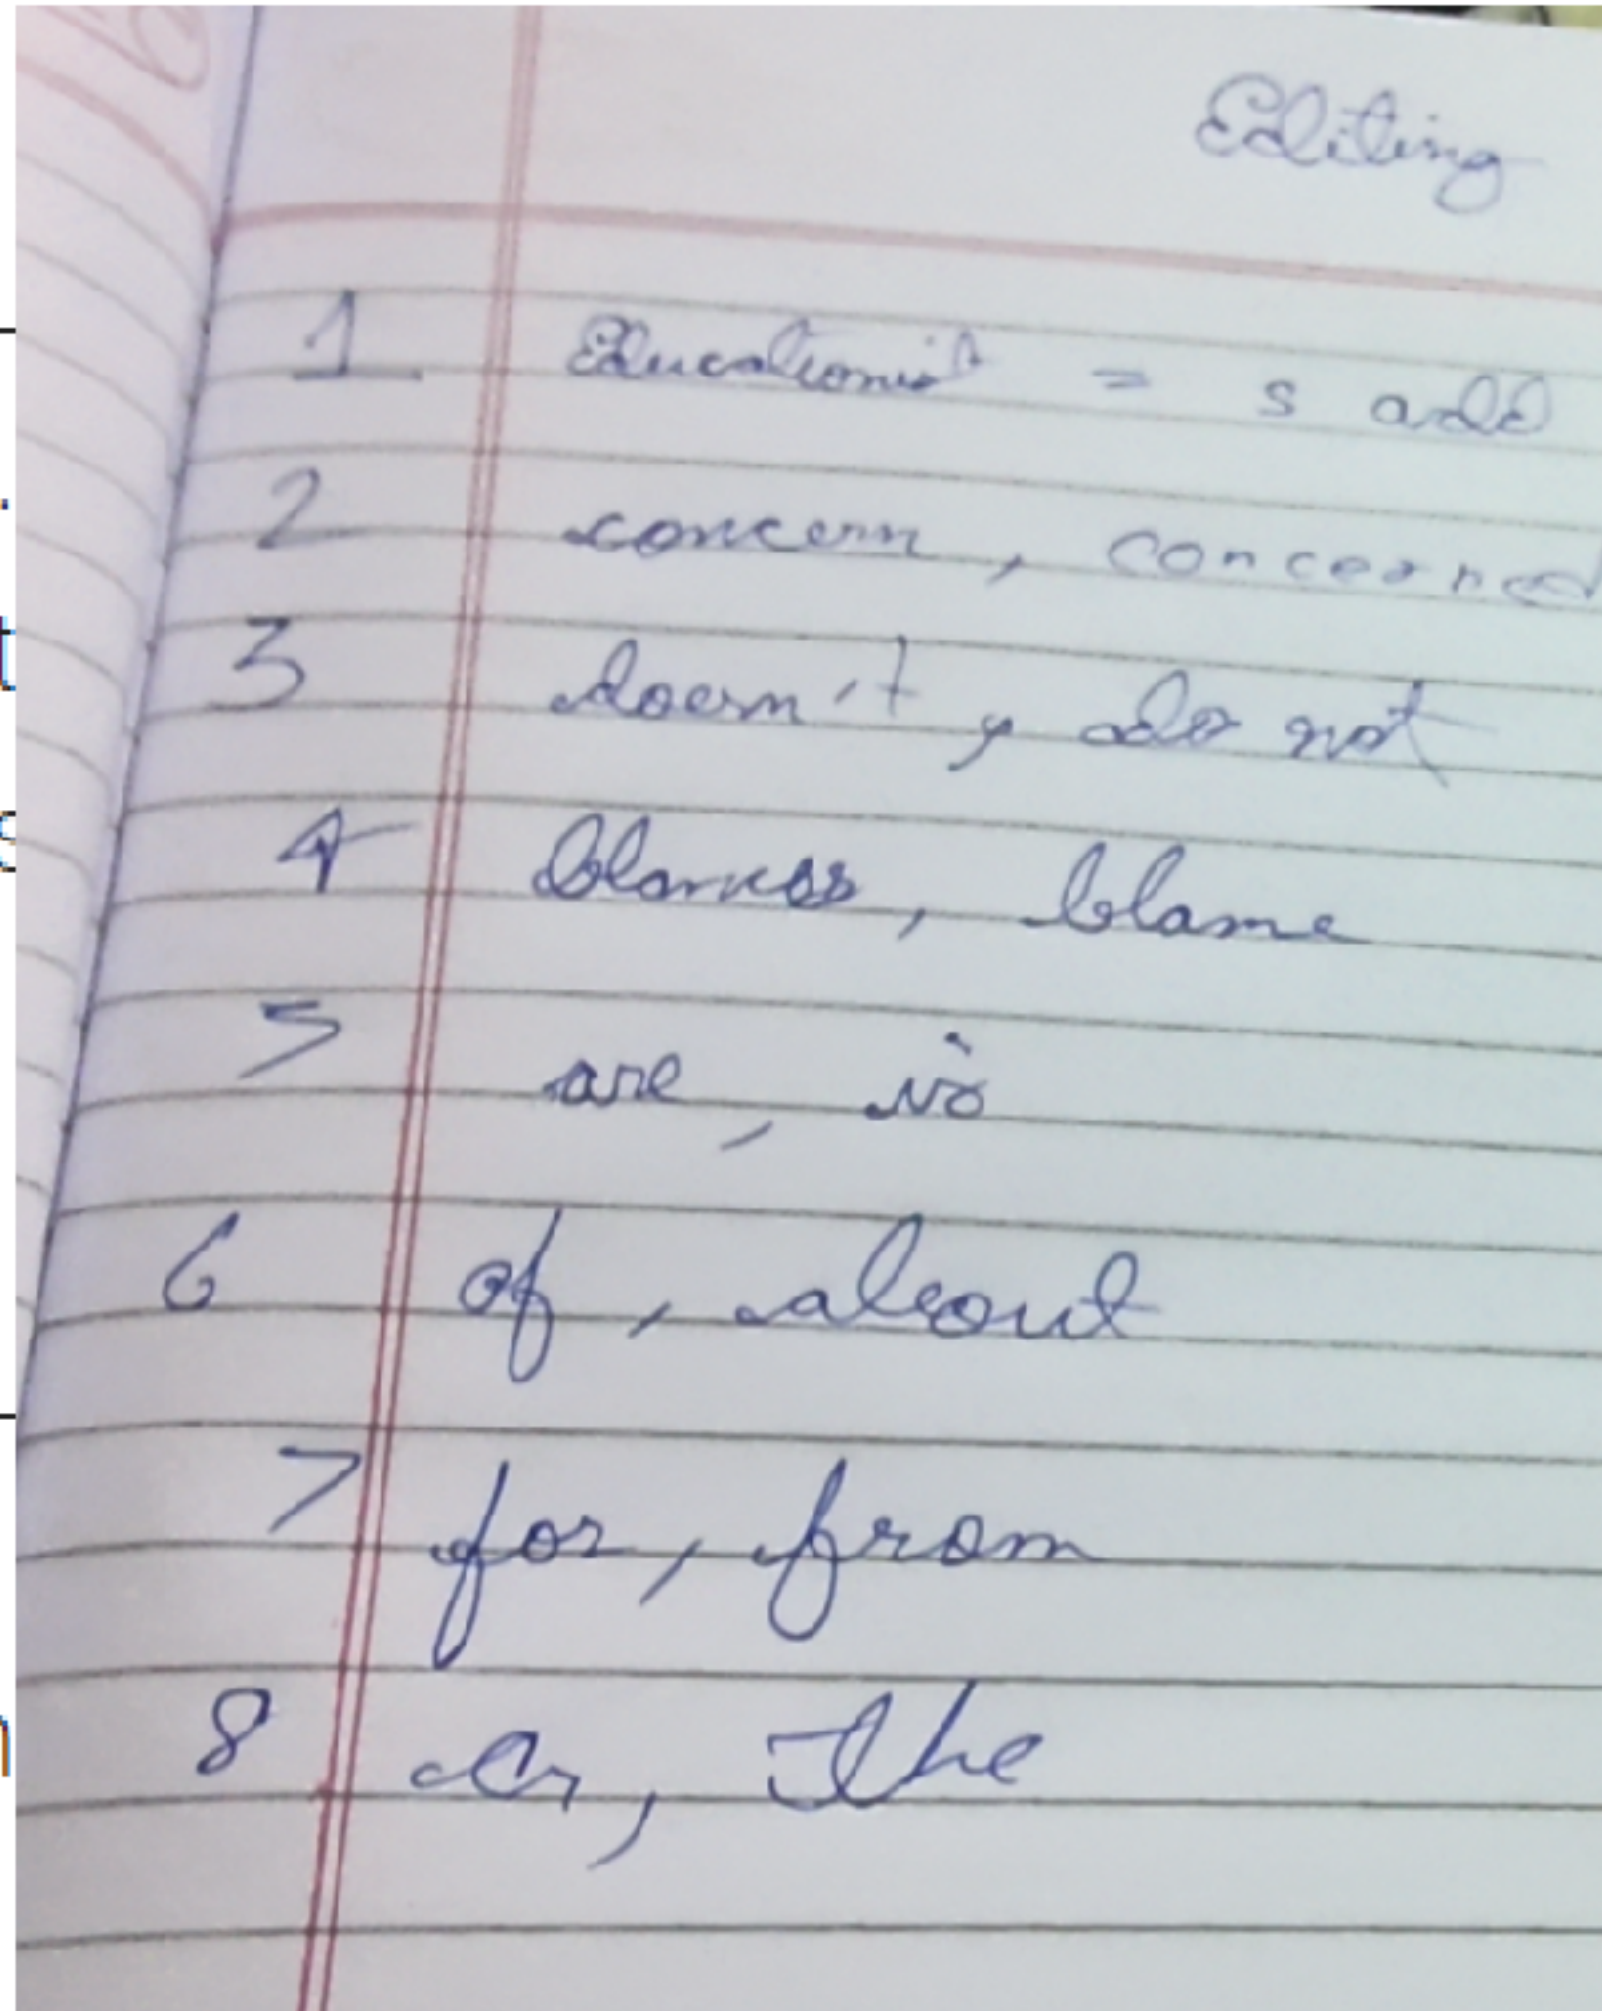 Editing
1 Educationist = s add
2 concern, concerned
3 doesn't, do not
4 blames, blame
5 are, is
6 of, about
7 for, from
8 a, the